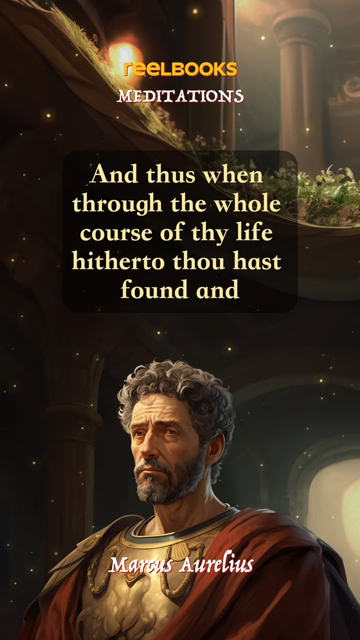 reelBOOKS
MEDITATIONS
And thus when
through the whole
course of thy life
hitherto thou hast
found and
Marcus Aurelius